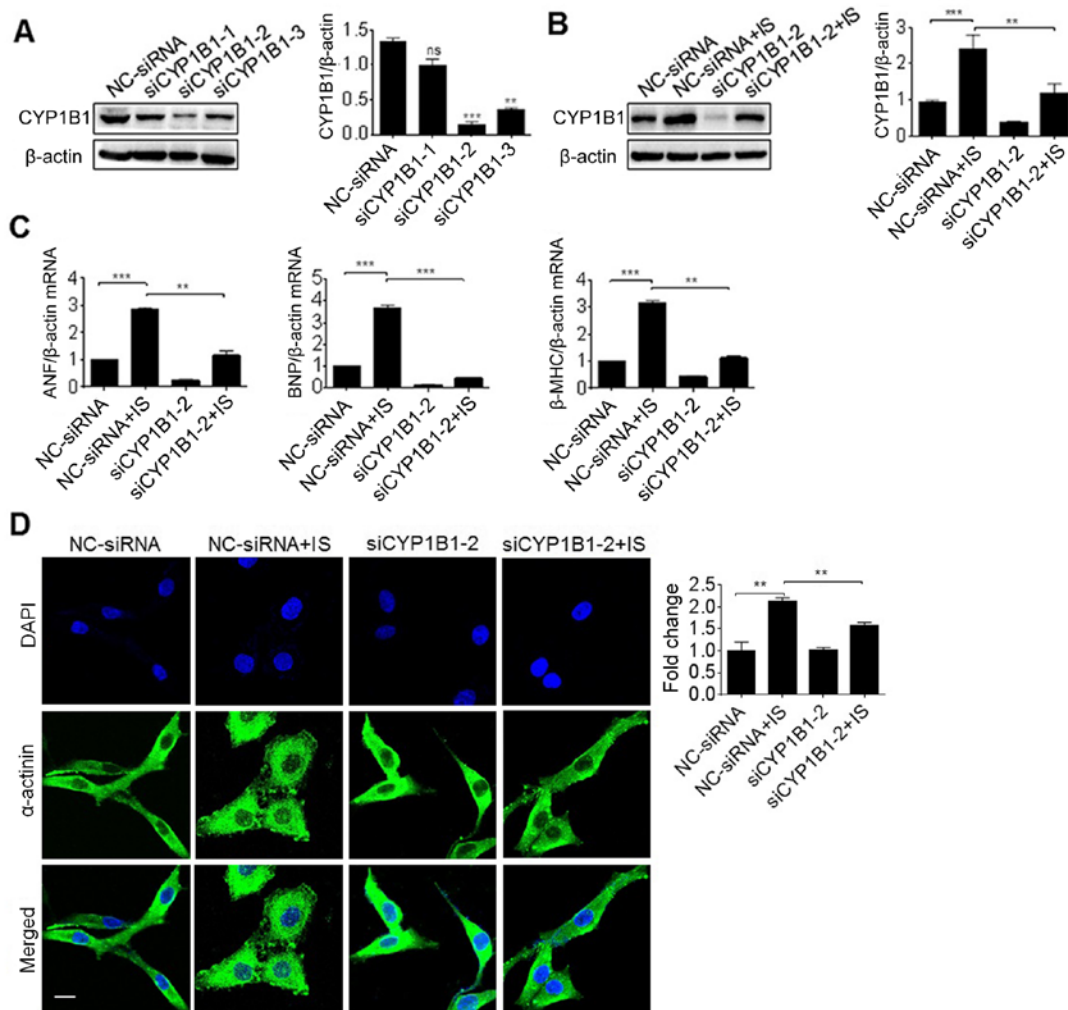 A
NC-siRNA
siCYP1B1-1
siCYP1B1-2
siCYP1B1-3
CYP1B1
β-actin
CYP1B1/β-actin
1.5
1.0
0.5
0.0
ns
***
**
NC-siRNA
siCYP1B1-1
siCYP1B1-2
siCYP1B1-3
B
NC-siRNA
NC-siRNA+IS
siCYP1B1-2
siCYP1B1-2+IS
CYP1B1
β-actin
CYP1B1/β-actin
3
2
1
0
***
**
NC-siRNA
NC-siRNA+IS
siCYP1B1-2
siCYP1B1-2+IS
C
ANF/β-actin mRNA
4
3
2
1
0
***
**
NC-siRNA
NC-siRNA+IS
siCYP1B1-2
siCYP1B1-2+IS
BNP/β-actin mRNA
5
4
3
2
1
0
***
***
NC-siRNA
NC-siRNA+IS
siCYP1B1-2
siCYP1B1-2+IS
β-MHC/β-actin mRNA
4
3
2
1
0
***
**
NC-siRNA
NC-siRNA+IS
siCYP1B1-2
siCYP1B1-2+IS
D
NC-siRNA
NC-siRNA+IS
siCYP1B1-2
siCYP1B1-2+IS
DAPI
α-actinin
Merged
Fold change
2.5
2.0
1.5
1.0
0.5
0.0
**
**
NC-siRNA
NC-siRNA+IS
siCYP1B1-2
siCYP1B1-2+IS